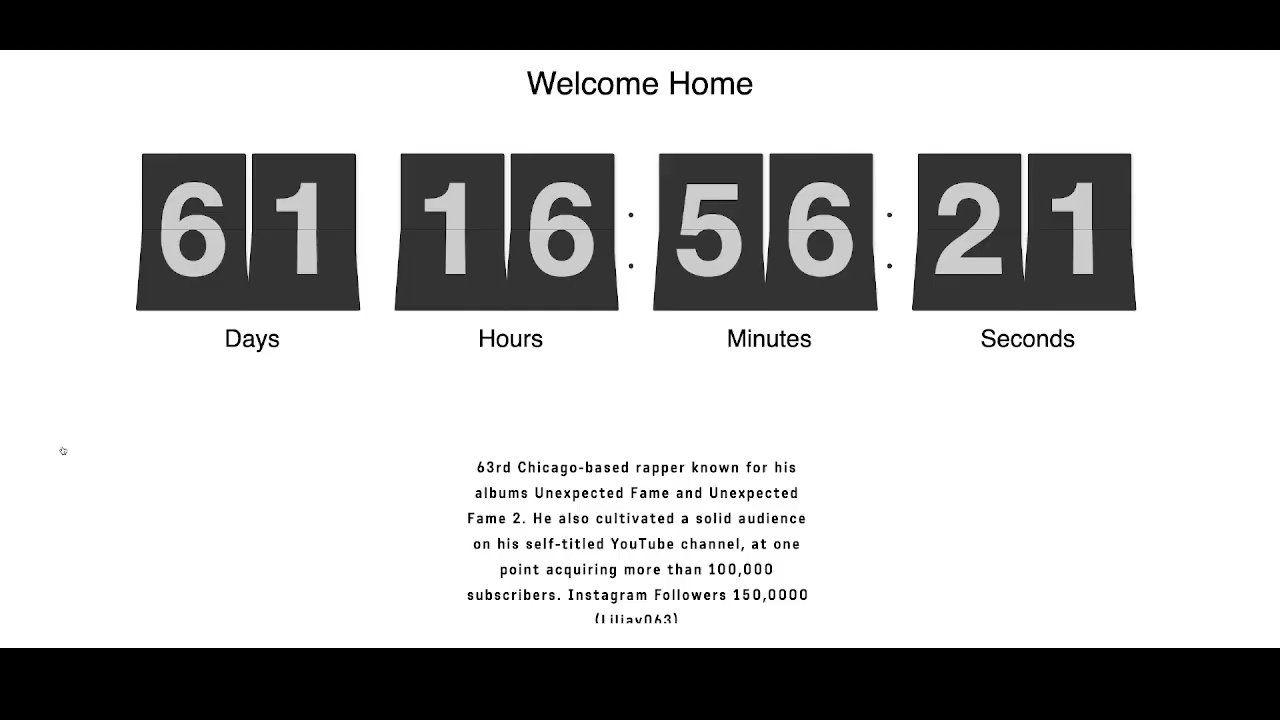 Welcome Home
61 16 : 56 : 21
Days Hours Minutes Seconds
63rd Chicago-based rapper known for his
albums Unexpected Fame and Unexpected
Fame 2. He also cultivated a solid audience
on his self-titled YouTube channel, at one
point acquiring more than 100,000
subscribers. Instagram Followers 150,0000
(Liljay063)